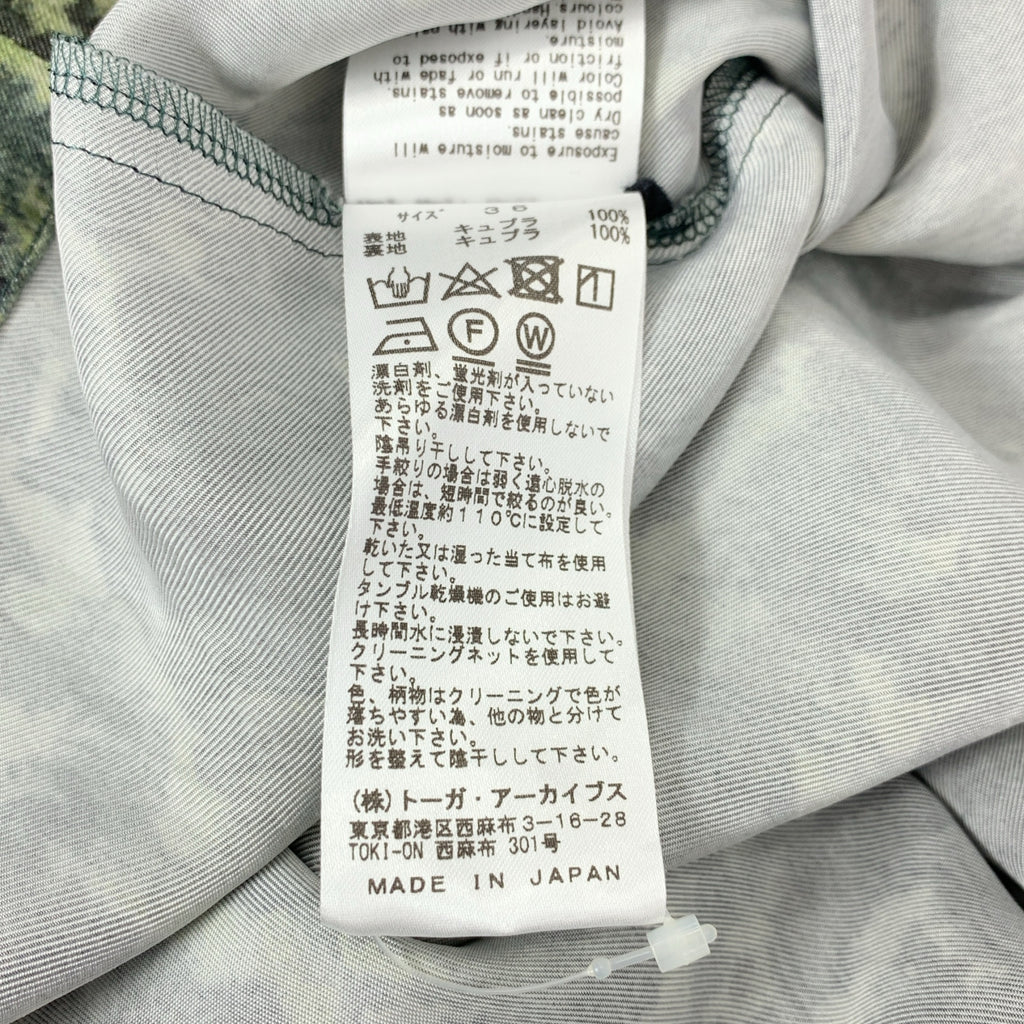 Exposure to moisture will
cause stains.
Dry clean as soon as
possible to remove stains.
Color will run or fade with
friction or if exposed to
moisture.
Avoid layering with
colours
サイズ 36
表地 キュプラ 100%
裏地 キュプラ 100%
F W
漂白剤、蛍光剤が入っていない
洗剤をご使用下さい。
あらゆる漂白剤を使用しないで
下さい。
陰吊り干しして下さい。
手絞りの場合は弱く遠心脱水の
場合は、短時間で絞るのが良い。
最低温度約110℃に設定して
下さい。
乾いた又は湿った当て布を使用
して下さい。
タンブル乾燥機のご使用はお避
け下さい。
長時間水に浸漬しないで下さい。
クリーニングネットを使用して
下さい。
色、柄物はクリーニングで色が
落ちやすい為、他の物と分けて
お洗い下さい。
形を整えて陰干しして下さい。
(株)トーガ・アーカイブス
東京都港区西麻布3-16-28
TOKI-ON 西麻布 301号
MADE IN JAPAN